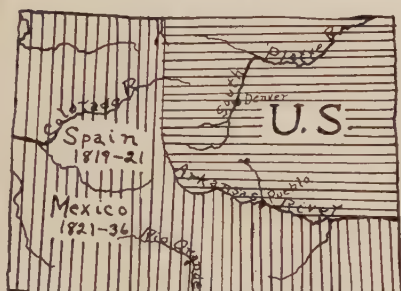 Platte R
South
Denver
U.S
Colorado R
Spain
1819-21
Arkansas
Pueblo
River
Mexico
1821-36
Rio Grande